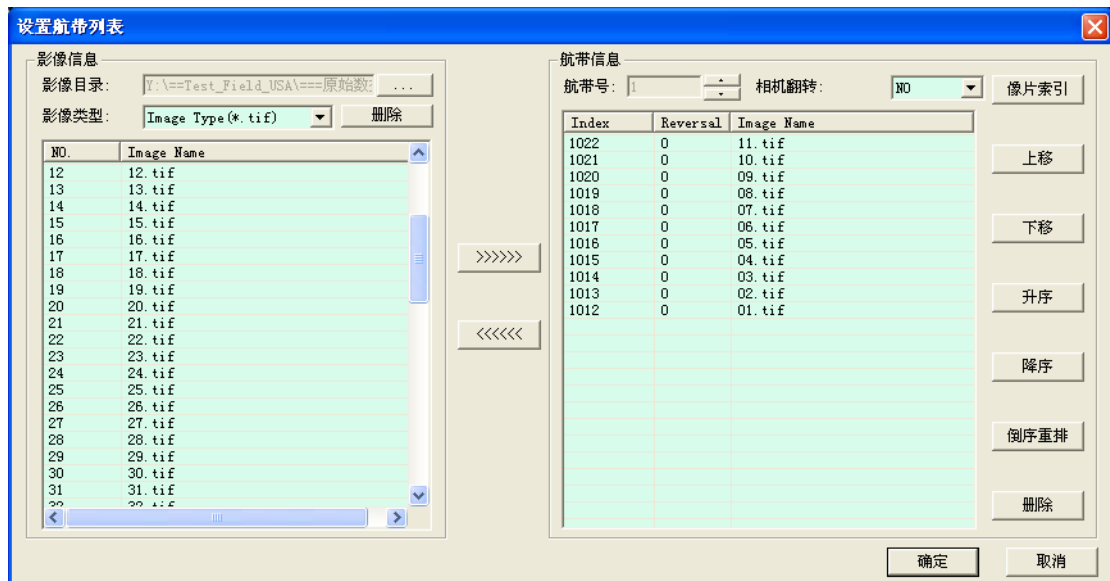 设置航带列表
影像信息
影像目录: Y:\==Test_Field_USA\===原始数 ...
影像类型: Image Type(*.tif) 删除
NO. Image Name
12 12.tif
13 13.tif
14 14.tif
15 15.tif
16 16.tif
17 17.tif
18 18.tif
19 19.tif
20 20.tif
21 21.tif
22 22.tif
23 23.tif
24 24.tif
25 25.tif
26 26.tif
27 27.tif
28 28.tif
29 29.tif
30 30.tif
31 31.tif
32 32.tif
>>>>>>
<<<<<<
航带信息
航带号: 1 相机翻转: NO 像片索引
Index Reversal Image Name
1022 0 11.tif
1021 0 10.tif
1020 0 09.tif
1019 0 08.tif
1018 0 07.tif
1017 0 06.tif
1016 0 05.tif
1015 0 04.tif
1014 0 03.tif
1013 0 02.tif
1012 0 01.tif
上移
下移
升序
降序
倒序重排
删除
确定 取消